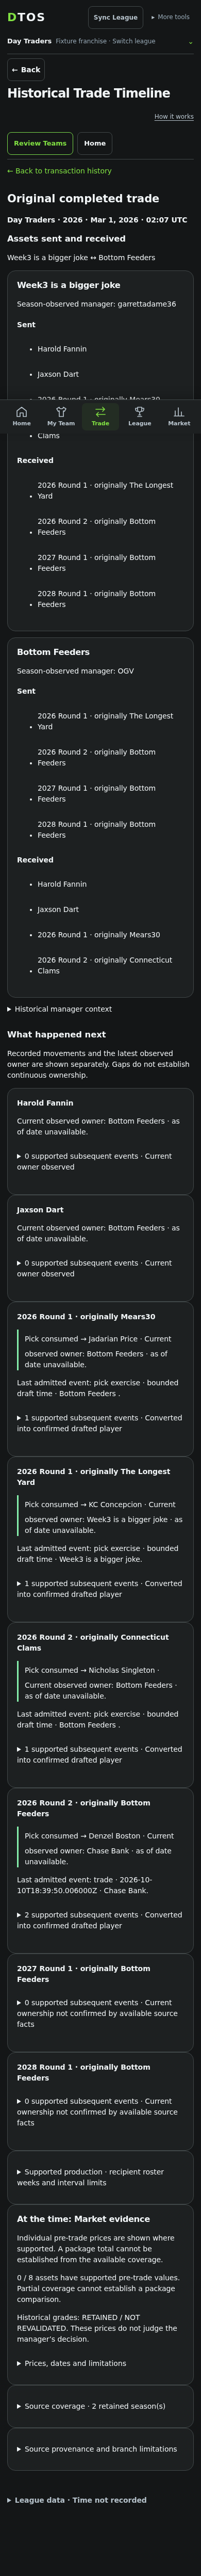 DTOS
Sync League
▸ More tools
Day Traders Fixture franchise · Switch league
← Back
Historical Trade Timeline
How it works
Review Teams
Home
← Back to transaction history
Original completed trade
Day Traders · 2026 · Mar 1, 2026 · 02:07 UTC
Assets sent and received
Week3 is a bigger joke ↔ Bottom Feeders
Week3 is a bigger joke
Season-observed manager: garrettadame36
Sent
• Harold Fannin
• Jaxson Dart
2026 Round 1 · originally Mears30
Home
My Team
Trade
League
Market
Clams
Received
2026 Round 1 · originally The Longest
• Yard
2026 Round 2 · originally Bottom
• Feeders
2027 Round 1 · originally Bottom
• Feeders
2028 Round 1 · originally Bottom
• Feeders
Bottom Feeders
Season-observed manager: OGV
Sent
2026 Round 1 · originally The Longest
• Yard
2026 Round 2 · originally Bottom
• Feeders
2027 Round 1 · originally Bottom
• Feeders
2028 Round 1 · originally Bottom
• Feeders
Received
• Harold Fannin
• Jaxson Dart
• 2026 Round 1 · originally Mears30
2026 Round 2 · originally Connecticut
• Clams
▸ Historical manager context
What happened next
Recorded movements and the latest observed
owner are shown separately. Gaps do not establish
continuous ownership.
Harold Fannin
Current observed owner: Bottom Feeders · as
of date unavailable.
▸ 0 supported subsequent events · Current
owner observed
Jaxson Dart
Current observed owner: Bottom Feeders · as
of date unavailable.
▸ 0 supported subsequent events · Current
owner observed
2026 Round 1 · originally Mears30
Pick consumed → Jadarian Price · Current
observed owner: Bottom Feeders · as of
date unavailable.
Last admitted event: pick exercise · bounded
draft time · Bottom Feeders .
▸ 1 supported subsequent events · Converted
into confirmed drafted player
2026 Round 1 · originally The Longest
Yard
Pick consumed → KC Concepcion · Current
observed owner: Week3 is a bigger joke · as
of date unavailable.
Last admitted event: pick exercise · bounded
draft time · Week3 is a bigger joke.
▸ 1 supported subsequent events · Converted
into confirmed drafted player
2026 Round 2 · originally Connecticut
Clams
Pick consumed → Nicholas Singleton ·
Current observed owner: Bottom Feeders ·
as of date unavailable.
Last admitted event: pick exercise · bounded
draft time · Bottom Feeders .
▸ 1 supported subsequent events · Converted
into confirmed drafted player
2026 Round 2 · originally Bottom
Feeders
Pick consumed → Denzel Boston · Current
observed owner: Chase Bank · as of date
unavailable.
Last admitted event: trade · 2026-10-
10T18:39:50.006000Z · Chase Bank.
▸ 2 supported subsequent events · Converted
into confirmed drafted player
2027 Round 1 · originally Bottom
Feeders
▸ 0 supported subsequent events · Current
ownership not confirmed by available source
facts
2028 Round 1 · originally Bottom
Feeders
▸ 0 supported subsequent events · Current
ownership not confirmed by available source
facts
▸ Supported production · recipient roster
weeks and interval limits
At the time: Market evidence
Individual pre-trade prices are shown where
supported. A package total cannot be
established from the available coverage.
0 / 8 assets have supported pre-trade values.
Partial coverage cannot establish a package
comparison.
Historical grades: RETAINED / NOT
REVALIDATED. These prices do not judge the
manager's decision.
▸ Prices, dates and limitations
▸ Source coverage · 2 retained season(s)
▸ Source provenance and branch limitations
▸ League data · Time not recorded